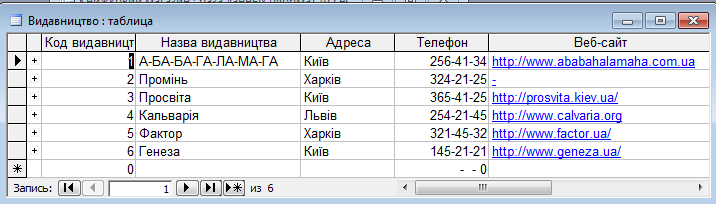 Видавництво : таблица
Код видавницт Назва видавництва Адреса Телефон Веб-сайт
+ 1 А-БА-БА-ГА-ЛА-МА-ГА Київ 256-41-34 http://www.ababahalamaha.com.ua
+ 2 Промінь Харків 324-21-25 -
+ 3 Просвіта Київ 365-41-25 http://prosvita.kiev.ua/
+ 4 Кальварія Львів 254-21-45 http://www.calvaria.org
+ 5 Фактор Харків 321-45-32 http://www.factor.ua/
+ 6 Генеза Київ 145-21-21 http://www.geneza.ua/
0 - - 0
Запись: 1 из 6